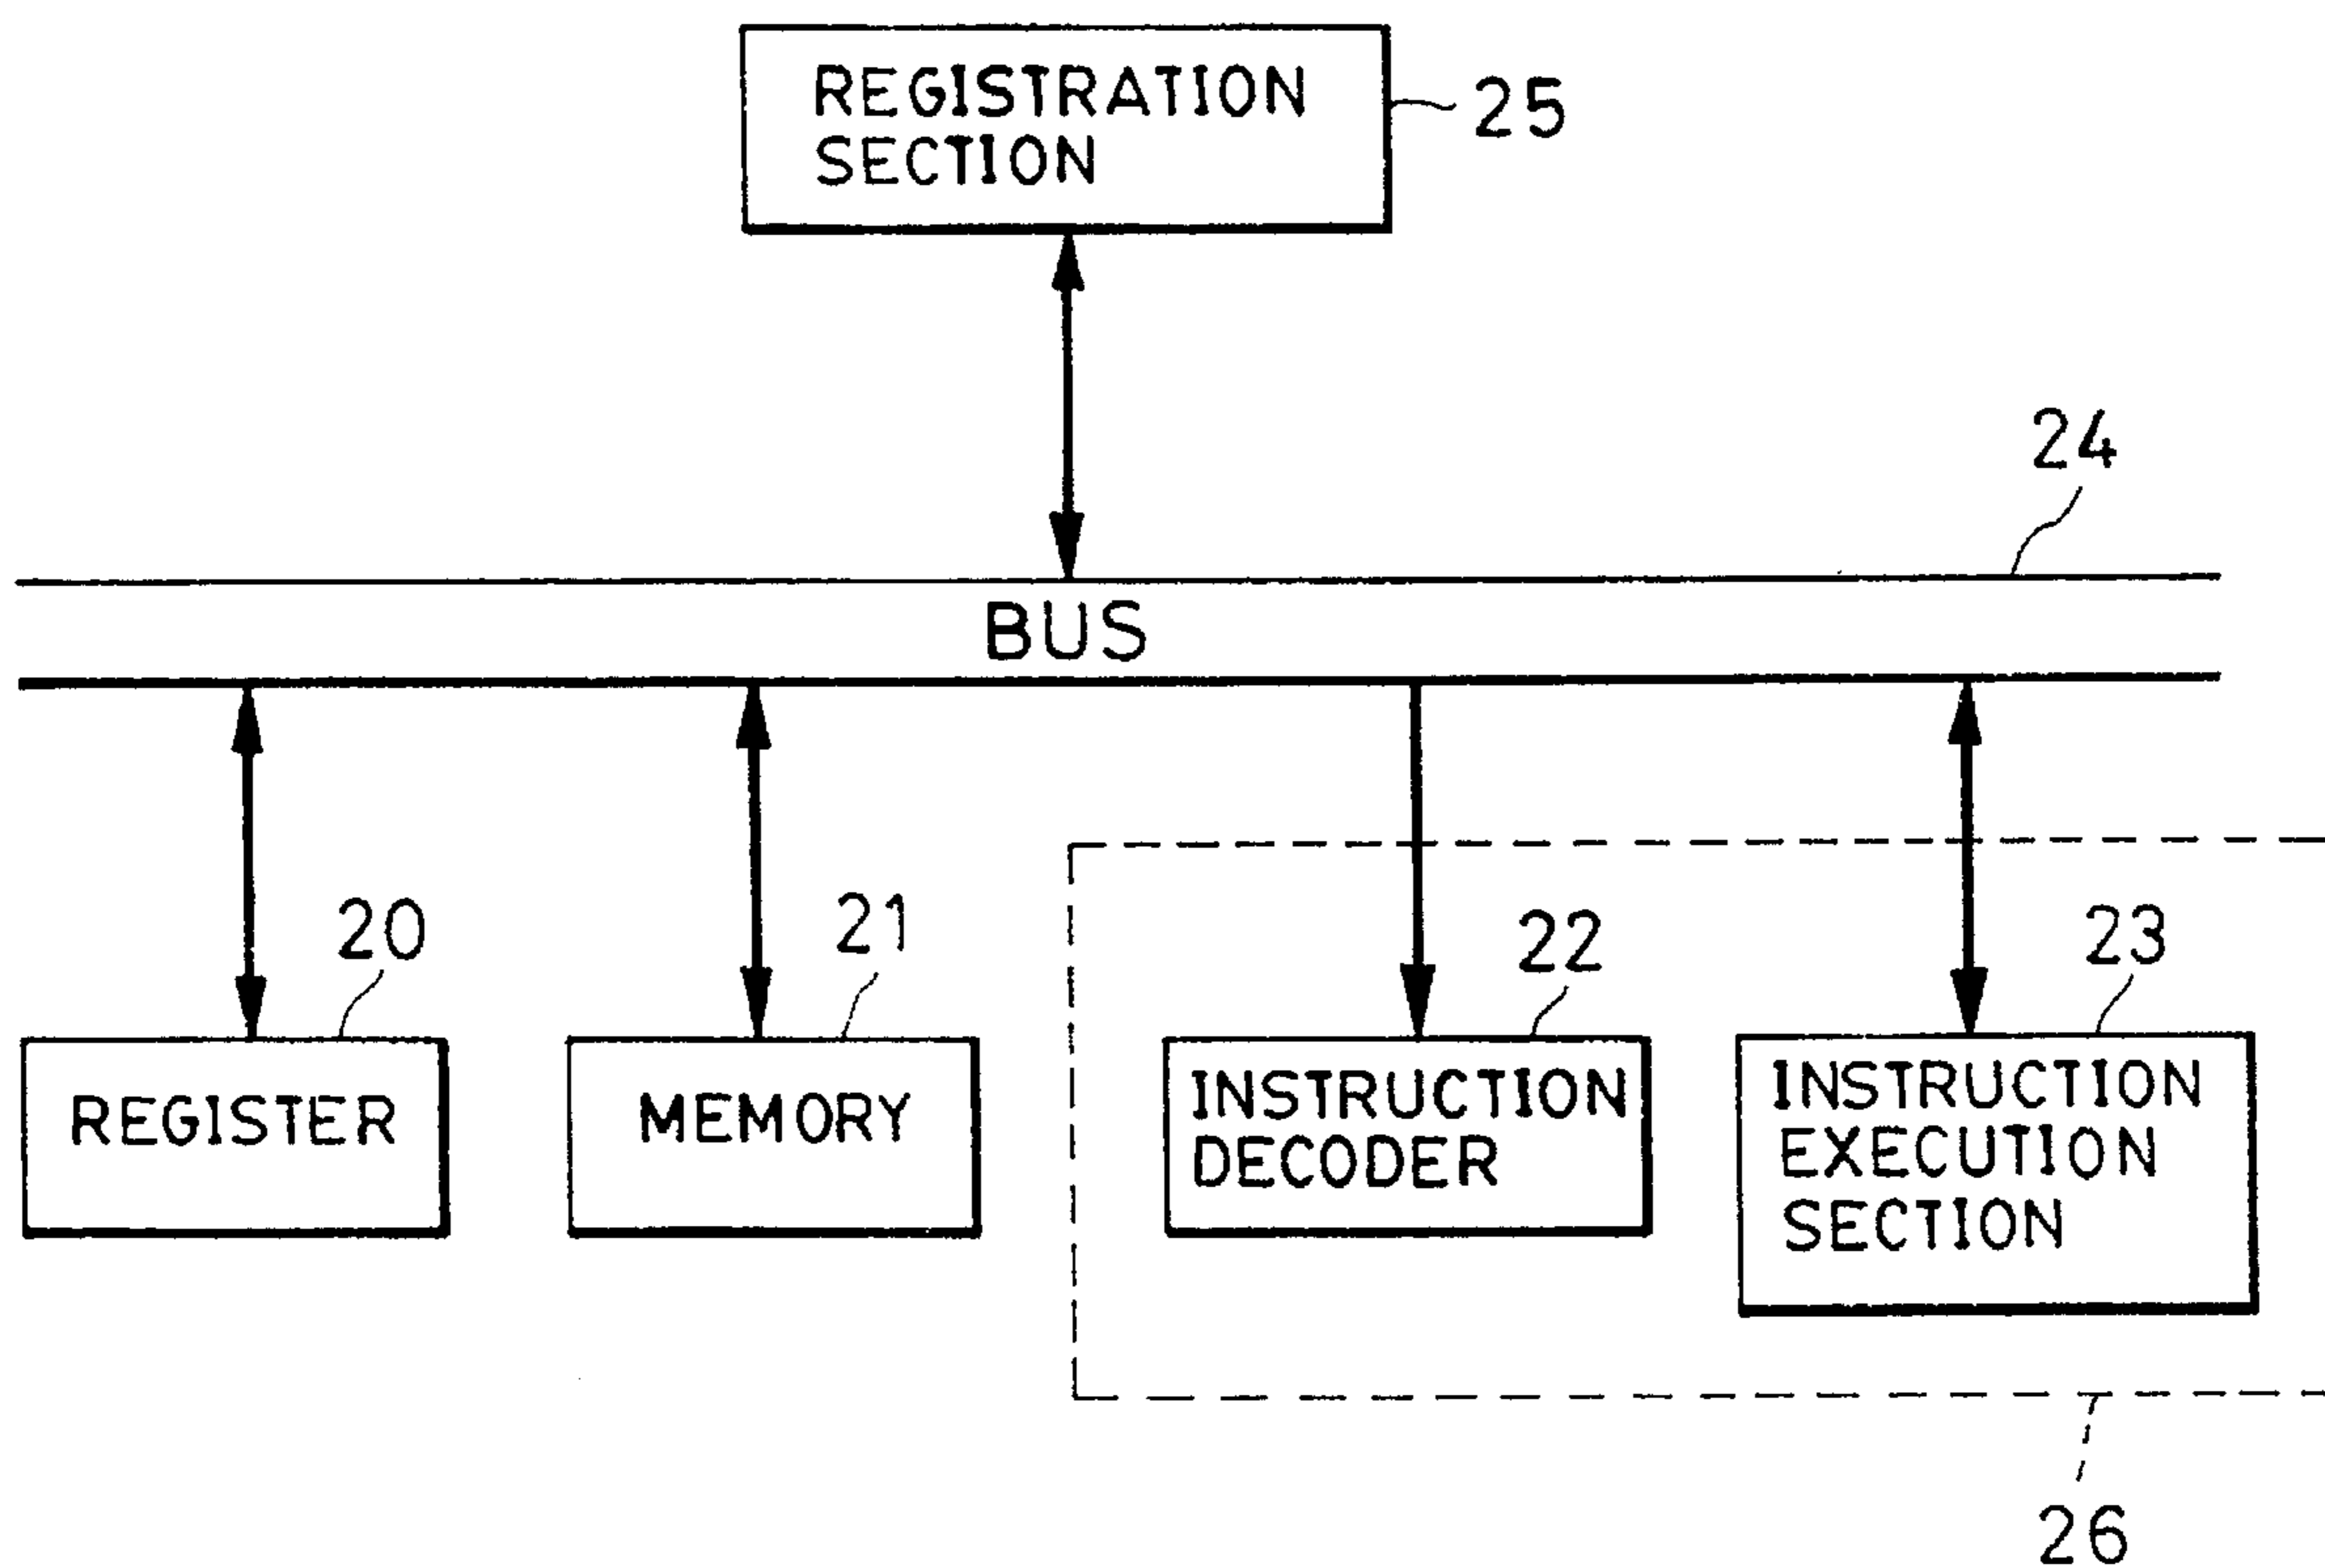 REGISTRATION
SECTION
25
24
BUS
20
21
22
23
REGISTER
MEMORY
INSTRUCTION
DECODER
INSTRUCTION
EXECUTION
SECTION
26